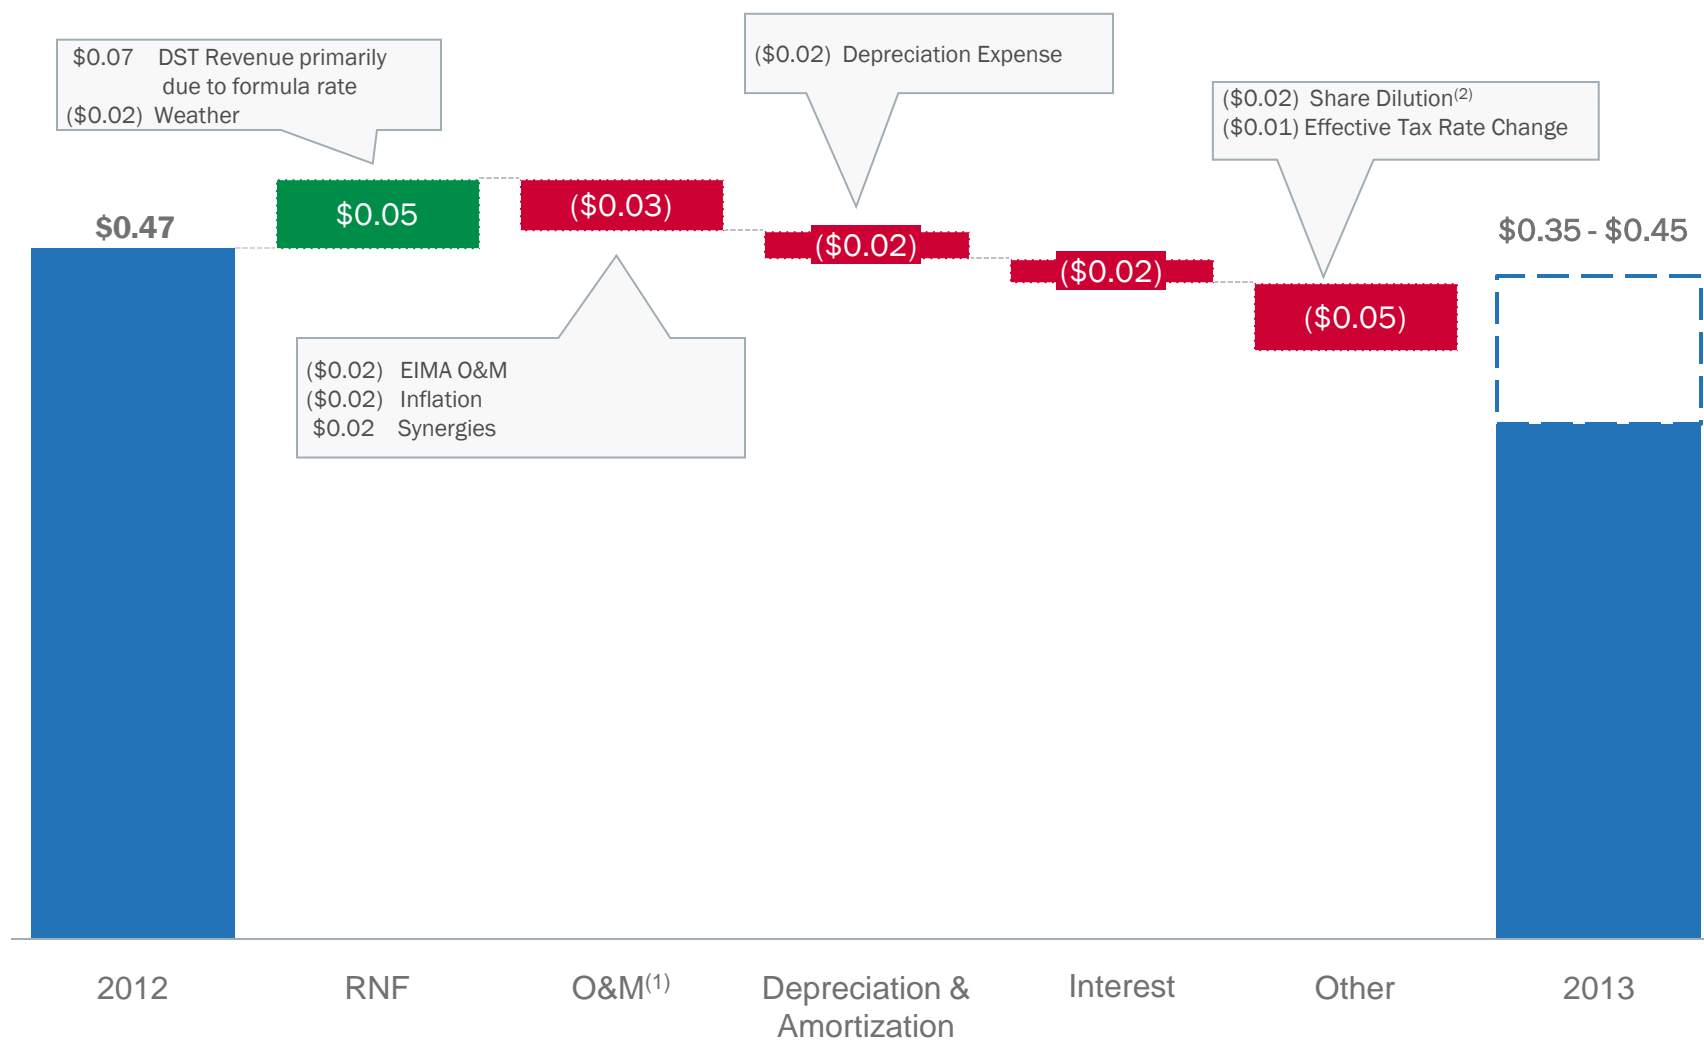 $0.07 DST Revenue primarily
due to formula rate
($0.02) Weather
($0.02) Depreciation Expense
($0.02) Share Dilution(2)
($0.01) Effective Tax Rate Change
$0.47
$0.05
($0.03)
($0.02)
($0.02)
($0.05)
$0.35 - $0.45
($0.02) EIMA O&M
($0.02) Inflation
$0.02 Synergies
2012
RNF
O&M(1)
Depreciation &
Amortization
Interest
Other
2013